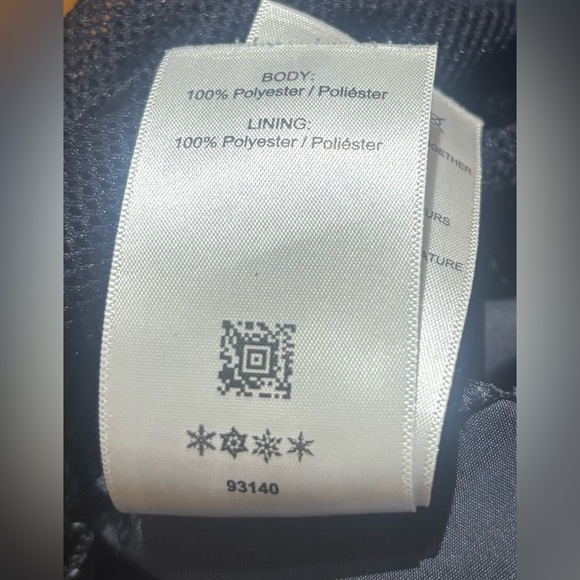 BODY:
100% Polyester / Poliéster
LINING:
100% Polyester / Poliéster
93140